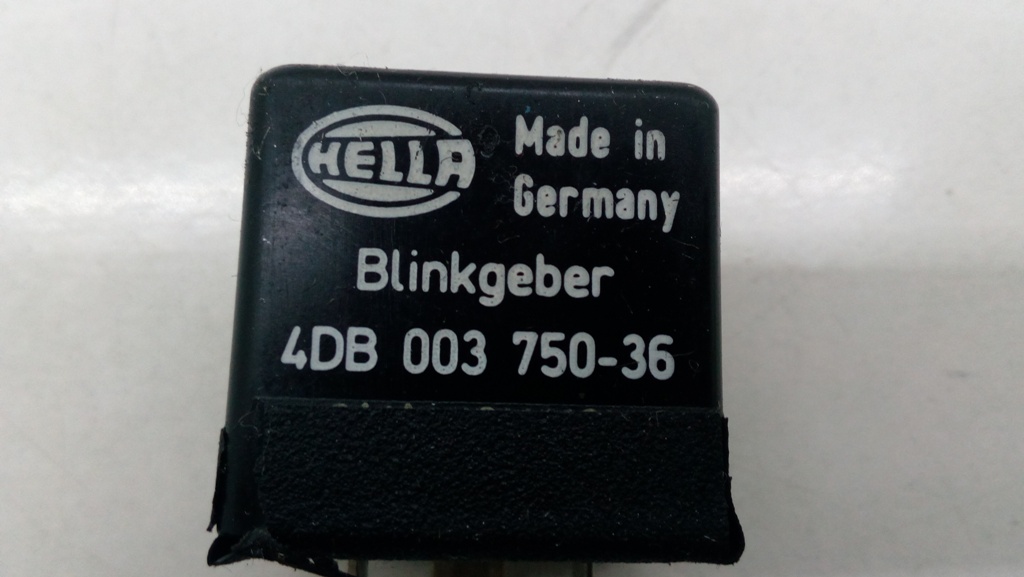 HELLA
Made in
Germany
Blinkgeber
4DB 003 750-36